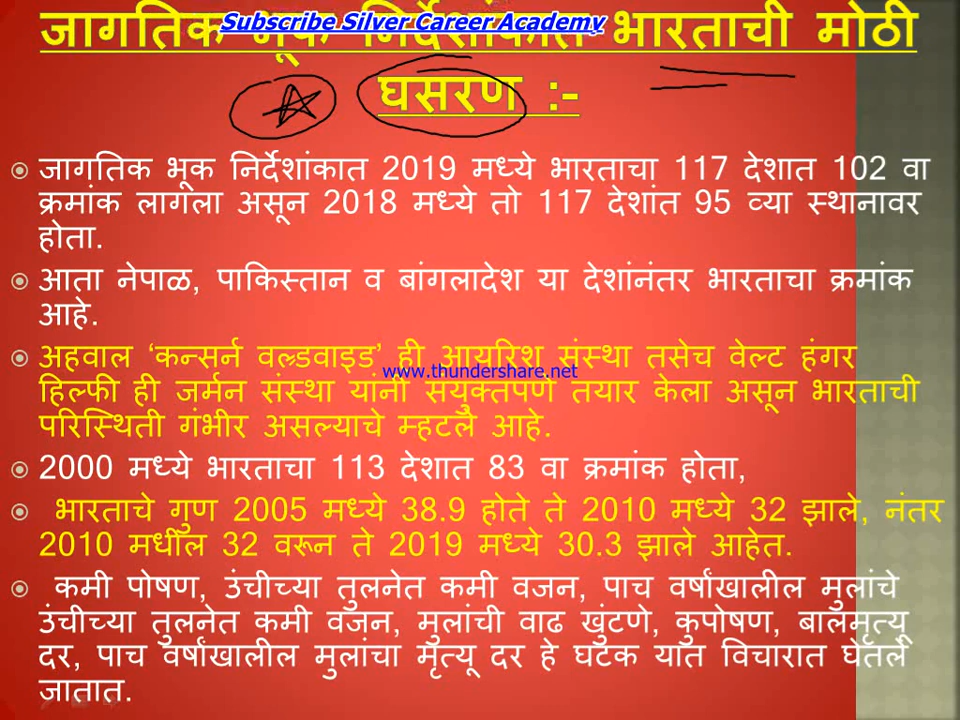 Subscribe Silver Career Academy
जागतिक भूक निर्देशांकात भारताची मोठी
घसरण :-
जागतिक भूक निर्देशांकात 2019 मध्ये भारताचा 117 देशात 102 वा
क्रमांक लागला असून 2018 मध्ये तो 117 देशांत 95 व्या स्थानावर
होता.
आता नेपाळ, पाकिस्तान व बांगलादेश या देशांनंतर भारताचा क्रमांक
आहे.
अहवाल ‘कन्सर्न वल्डवाइड’ ही आयरिश संस्था तसेच वेल्ट हंगर
www.thundershare.net
हिल्फी ही जर्मन संस्था यांनी संयुक्तपणे तयार केला असून भारताची
परिस्थिती गंभीर असल्याचे म्हटले आहे.
2000 मध्ये भारताचा 113 देशात 83 वा क्रमांक होता,
भारताचे गुण 2005 मध्ये 38.9 होते ते 2010 मध्ये 32 झाले, नंतर
2010 मधील 32 वरून ते 2019 मध्ये 30.3 झाले आहेत.
कमी पोषण, उंचीच्या तुलनेत कमी वजन, पाच वर्षांखालील मुलांचे
उंचीच्या तुलनेत कमी वजन, मुलांची वाढ खुंटणे, कुपोषण, बालमृत्यू
दर, पाच वर्षांखालील मुलांचा मृत्यू दर हे घटक यात विचारात घेतले
जातात.